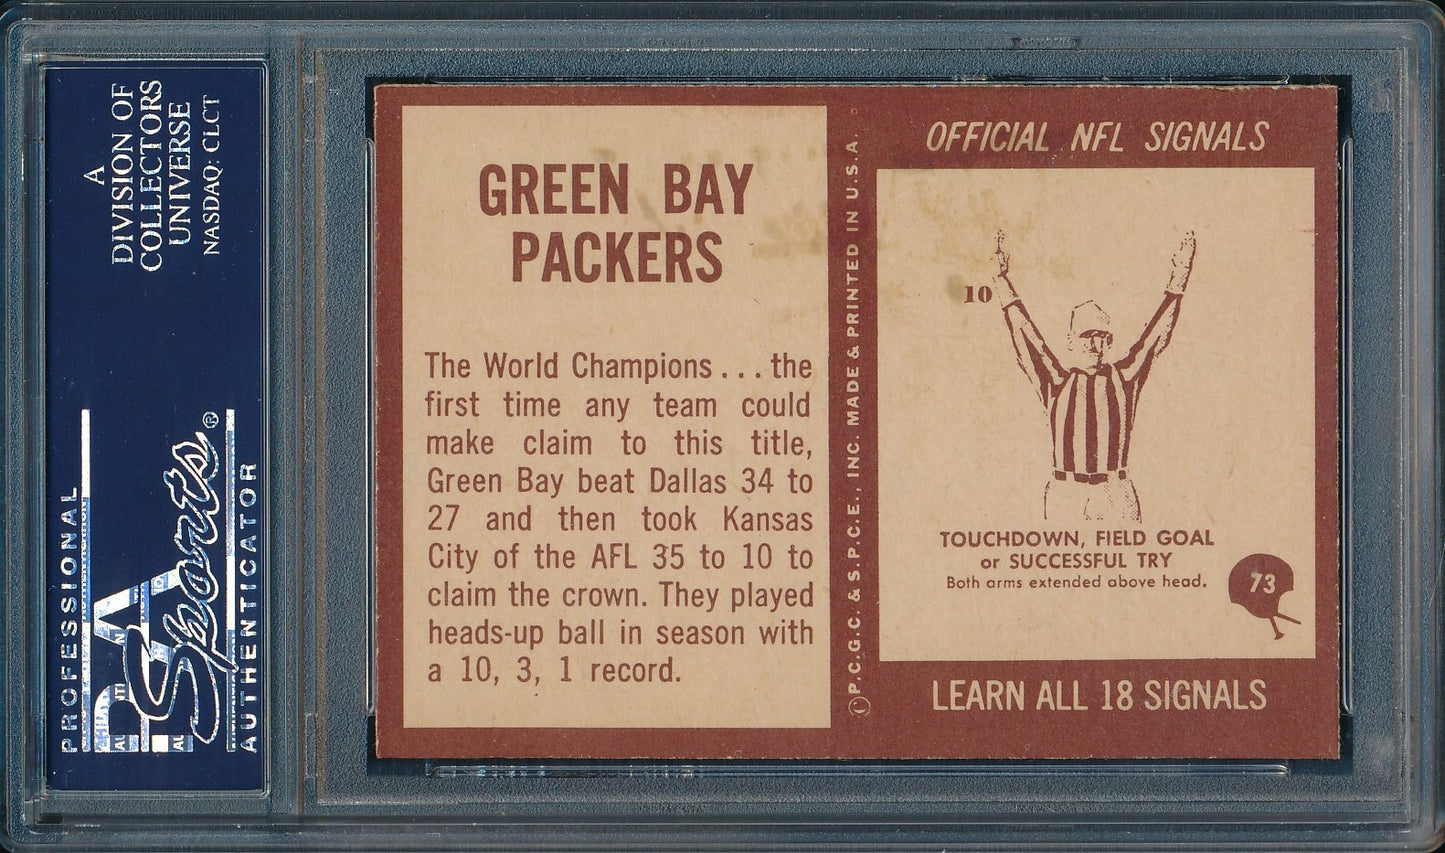 A
DIVISION OF
COLLECTORS
UNIVERSE
NASDAQ: CLCT
PROFESSIONAL
PSA
Sports®
AUTHENTICATOR
GREEN BAY
PACKERS
The World Champions . . . the
first time any team could
make claim to this title,
Green Bay beat Dallas 34 to
27 and then took Kansas
City of the AFL 35 to 10 to
claim the crown. They played
heads-up ball in season with
a 10, 3, 1 record.
©P.C.G.C. & S.P.C.E., INC. MADE & PRINTED IN U.S.A.
OFFICIAL NFL SIGNALS
10
TOUCHDOWN, FIELD GOAL
or SUCCESSFUL TRY
Both arms extended above head.
73
LEARN ALL 18 SIGNALS